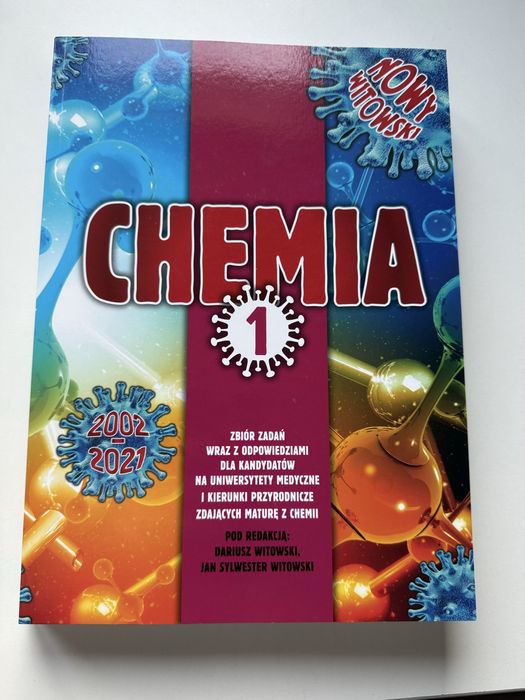 NOWY
WITOWSKI
CHEMIA
1
2002–
2021
ZBIÓR ZADAŃ
WRAZ Z ODPOWIEDZIAMI
DLA KANDYDATÓW
NA UNIWERSYTETY MEDYCZNE
I KIERUNKI PRZYRODNICZE
ZDAJĄCYCH MATURĘ Z CHEMII
POD REDAKCJĄ:
DARIUSZ WITOWSKI,
JAN SYLWESTER WITOWSKI